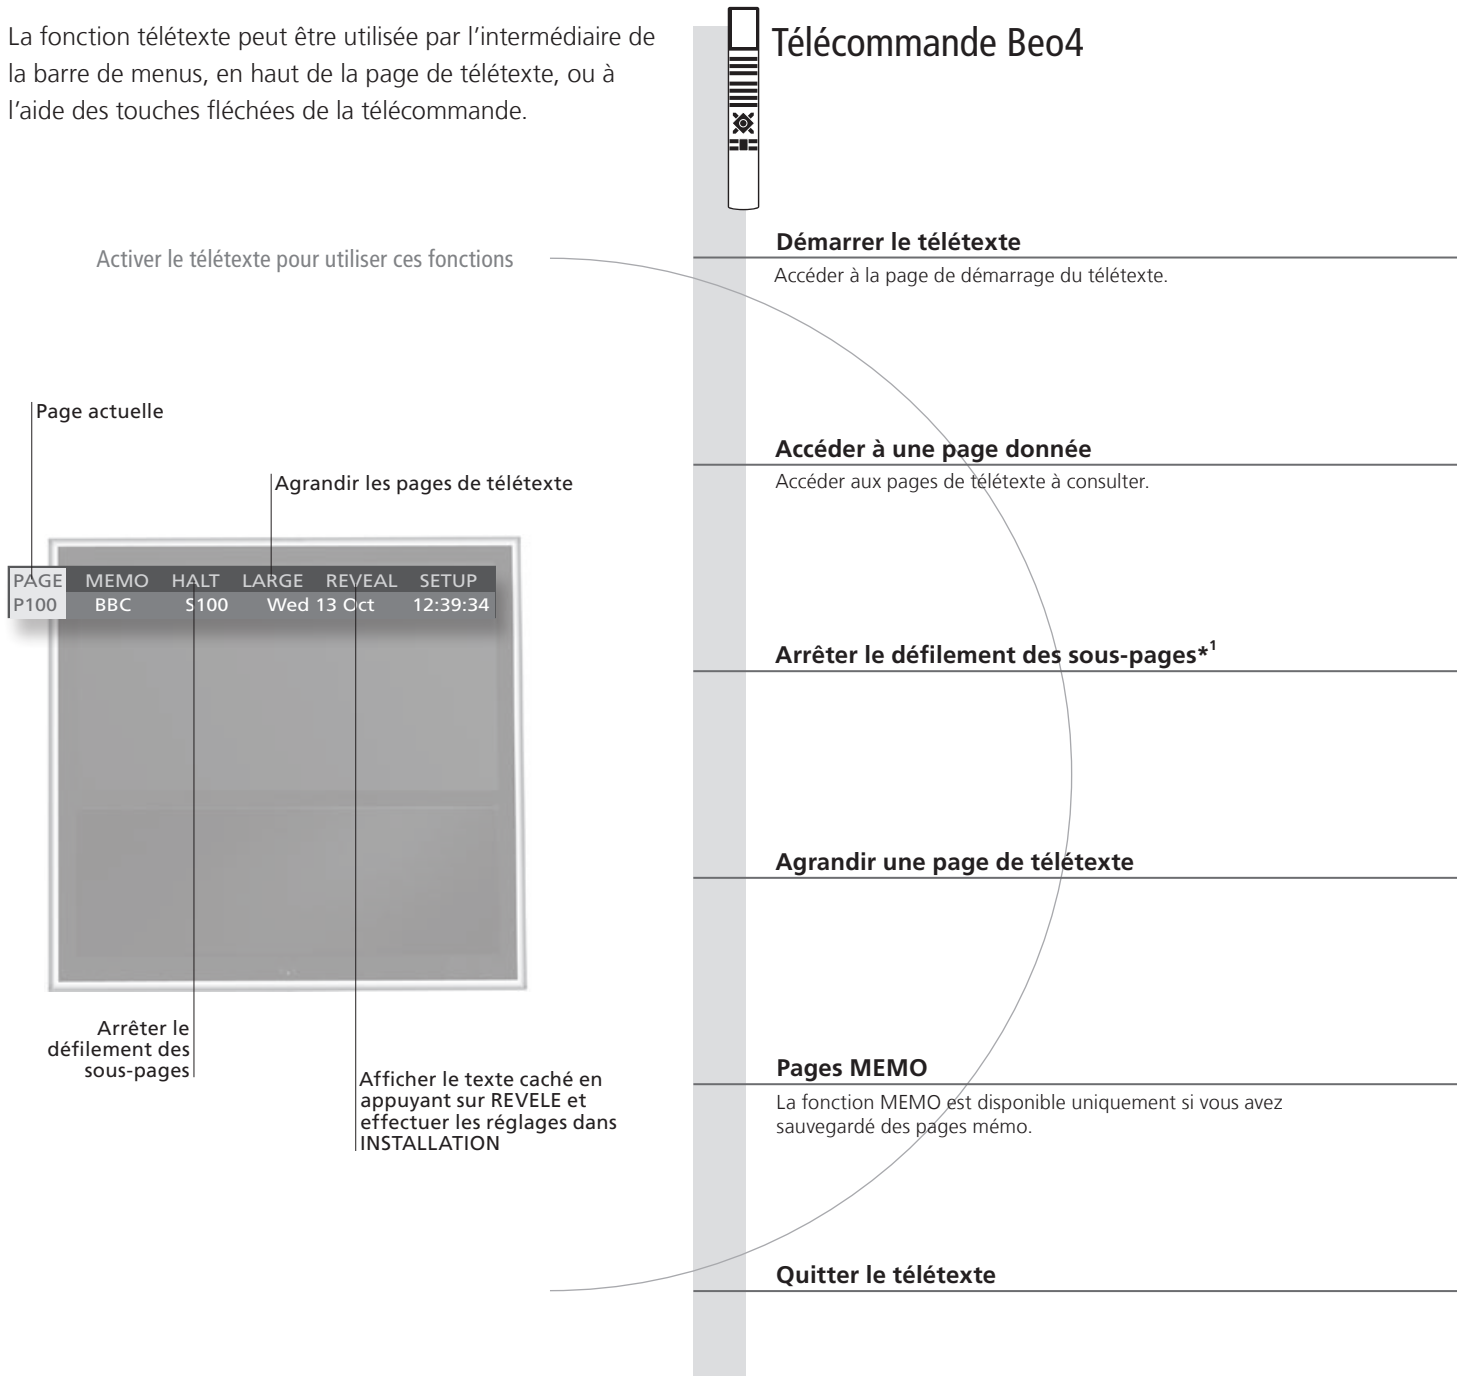 La fonction télétexte peut être utilisée par l’intermédiaire de
la barre de menus, en haut de la page de télétexte, ou à
l’aide des touches fléchées de la télécommande.
Activer le télétexte pour utiliser ces fonctions
Page actuelle
Agrandir les pages de télétexte
PAGE MEMO HALT LARGE REVEAL SETUP
P100 BBC S100 Wed 13 Oct 12:39:34
Arrêter le
défilement des
sous-pages
Afficher le texte caché en
appuyant sur REVELE et
effectuer les réglages dans
INSTALLATION
Télécommande Beo4
Démarrer le télétexte
Accéder à la page de démarrage du télétexte.
Accéder à une page donnée
Accéder aux pages de télétexte à consulter.
Arrêter le défilement des sous-pages*¹
Agrandir une page de télétexte
Pages MEMO
La fonction MEMO est disponible uniquement si vous avez
sauvegardé des pages mémo.
Quitter le télétexte